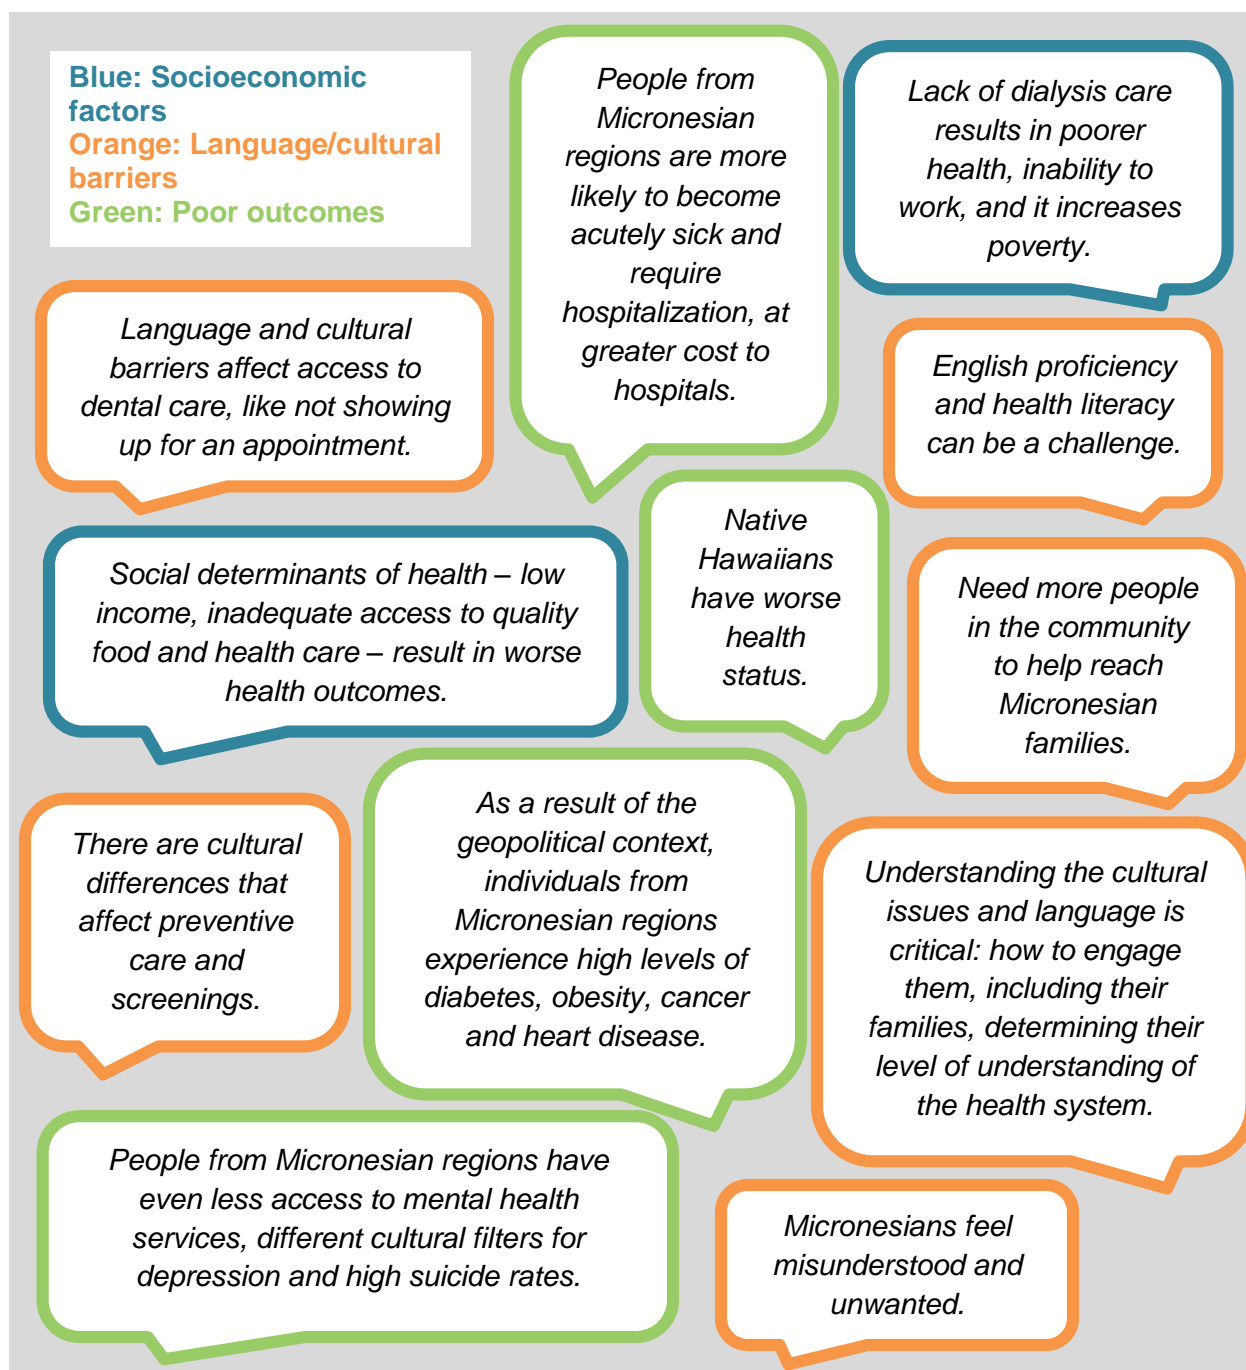 Blue: Socioeconomic
factors
Orange: Language/cultural
barriers
Green: Poor outcomes
People from
Micronesian
regions are more
likely to become
acutely sick and
require
hospitalization, at
greater cost to
hospitals.
Lack of dialysis care
results in poorer
health, inability to
work, and it increases
poverty.
Language and cultural
barriers affect access to
dental care, like not showing
up for an appointment.
English proficiency
and health literacy
can be a challenge.
Native
Hawaiians
have worse
health
status.
Social determinants of health – low
income, inadequate access to quality
food and health care – result in worse
health outcomes.
Need more people
in the community
to help reach
Micronesian
families.
There are cultural
differences that
affect preventive
care and
screenings.
As a result of the
geopolitical context,
individuals from
Micronesian regions
experience high levels of
diabetes, obesity, cancer
and heart disease.
Understanding the cultural
issues and language is
critical: how to engage
them, including their
families, determining their
level of understanding of
the health system.
People from Micronesian regions have
even less access to mental health
services, different cultural filters for
depression and high suicide rates.
Micronesians feel
misunderstood and
unwanted.